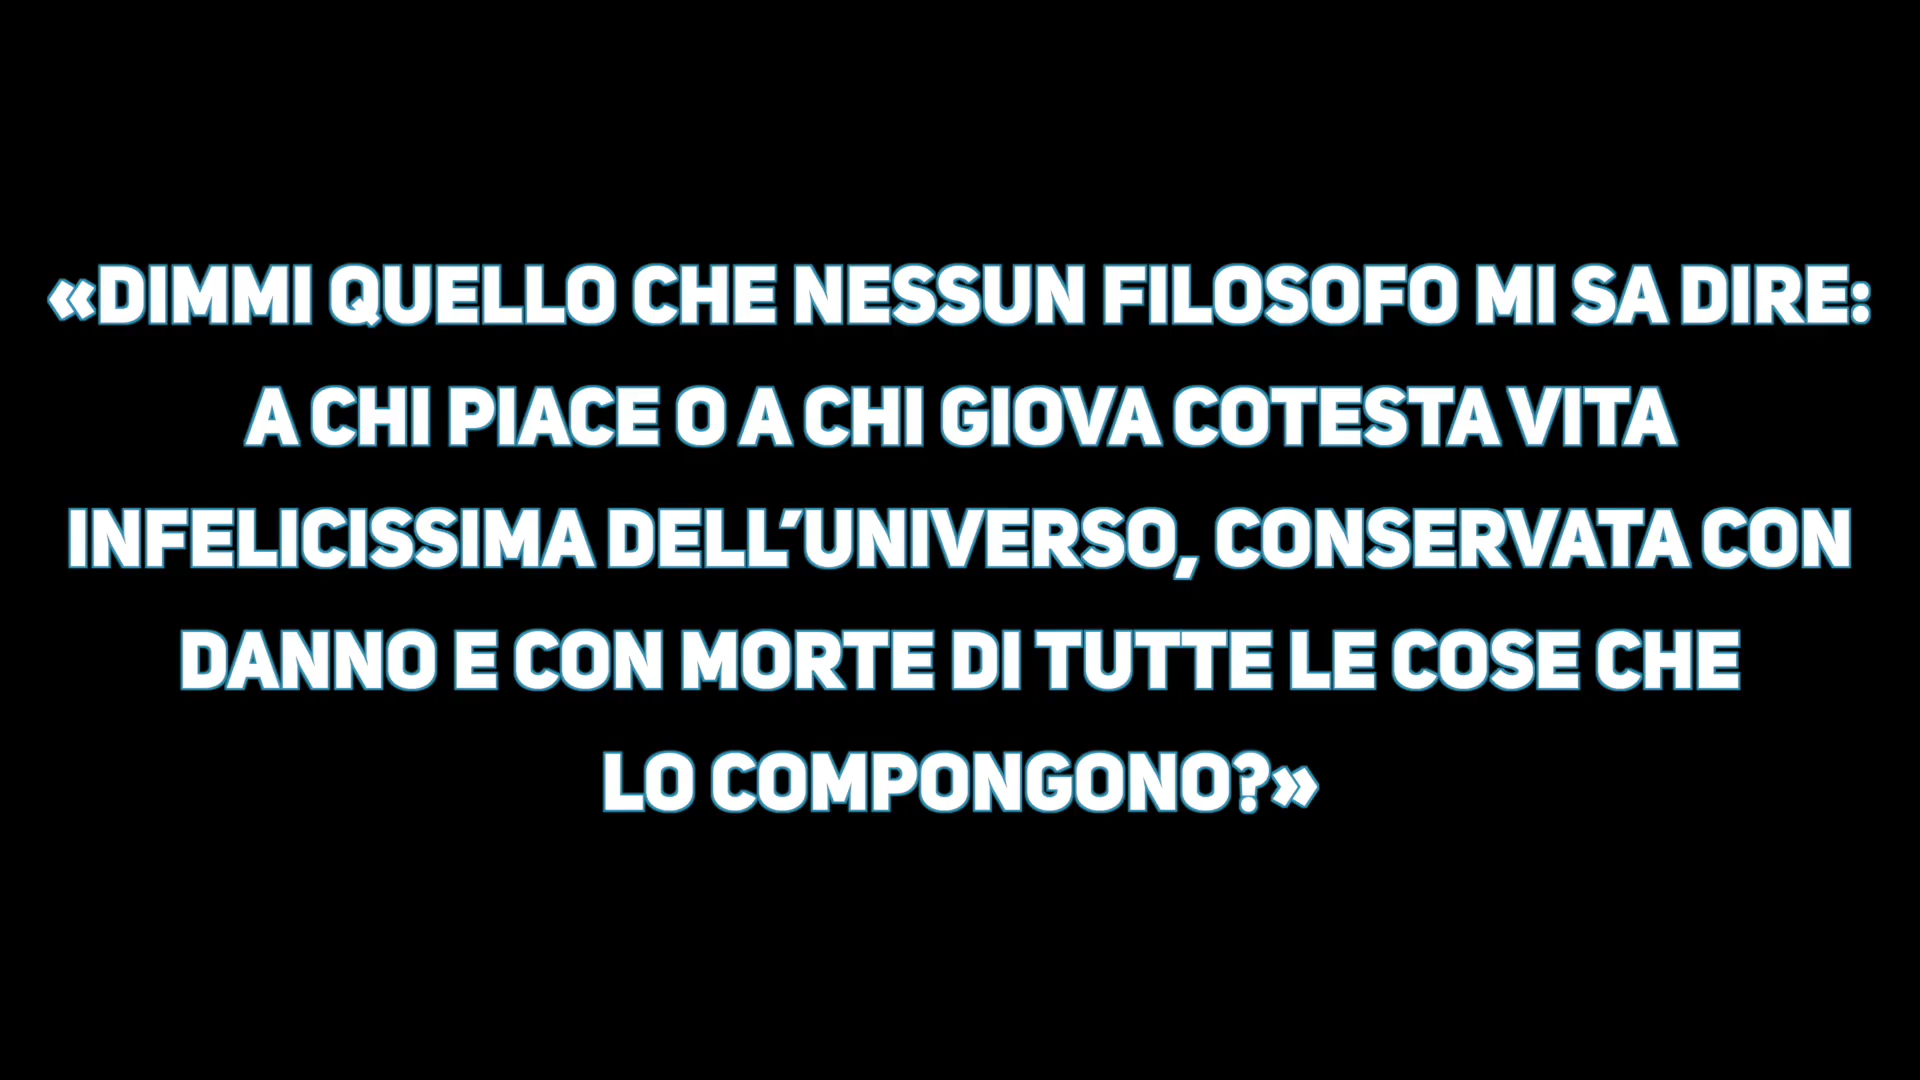 «DIMMI QUELLO CHE NESSUN FILOSOFO MI SA DIRE:
A CHI PIACE O A CHI GIOVA COTESTA VITA
INFELICISSIMA DELL’UNIVERSO, CONSERVATA CON
DANNO E CON MORTE DI TUTTE LE COSE CHE
LO COMPONGONO?»